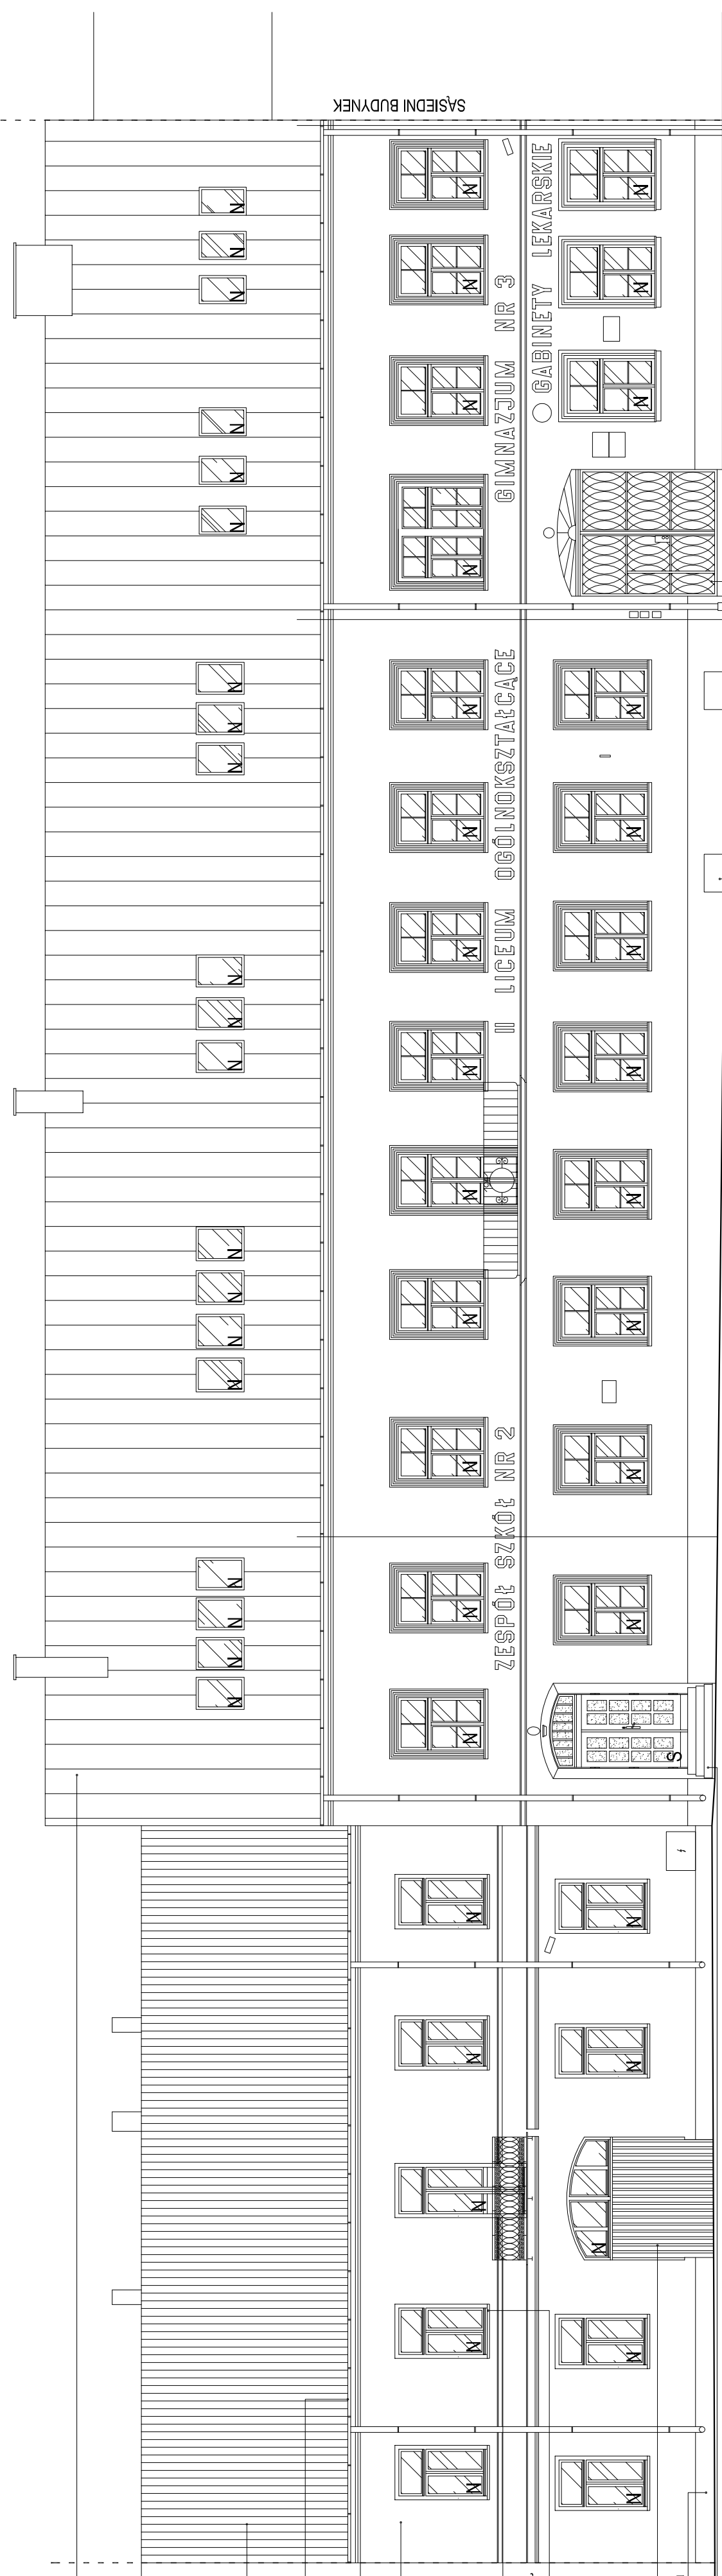 ZESPÓŁ SZKÓŁ NR 2
II LICEUM OGÓLNOKSZTAŁCĄCE
GIMNAZJUM NR 3
GABINETY LEKARSKIE
SĄSIEDNI BUDYNEK
N
S